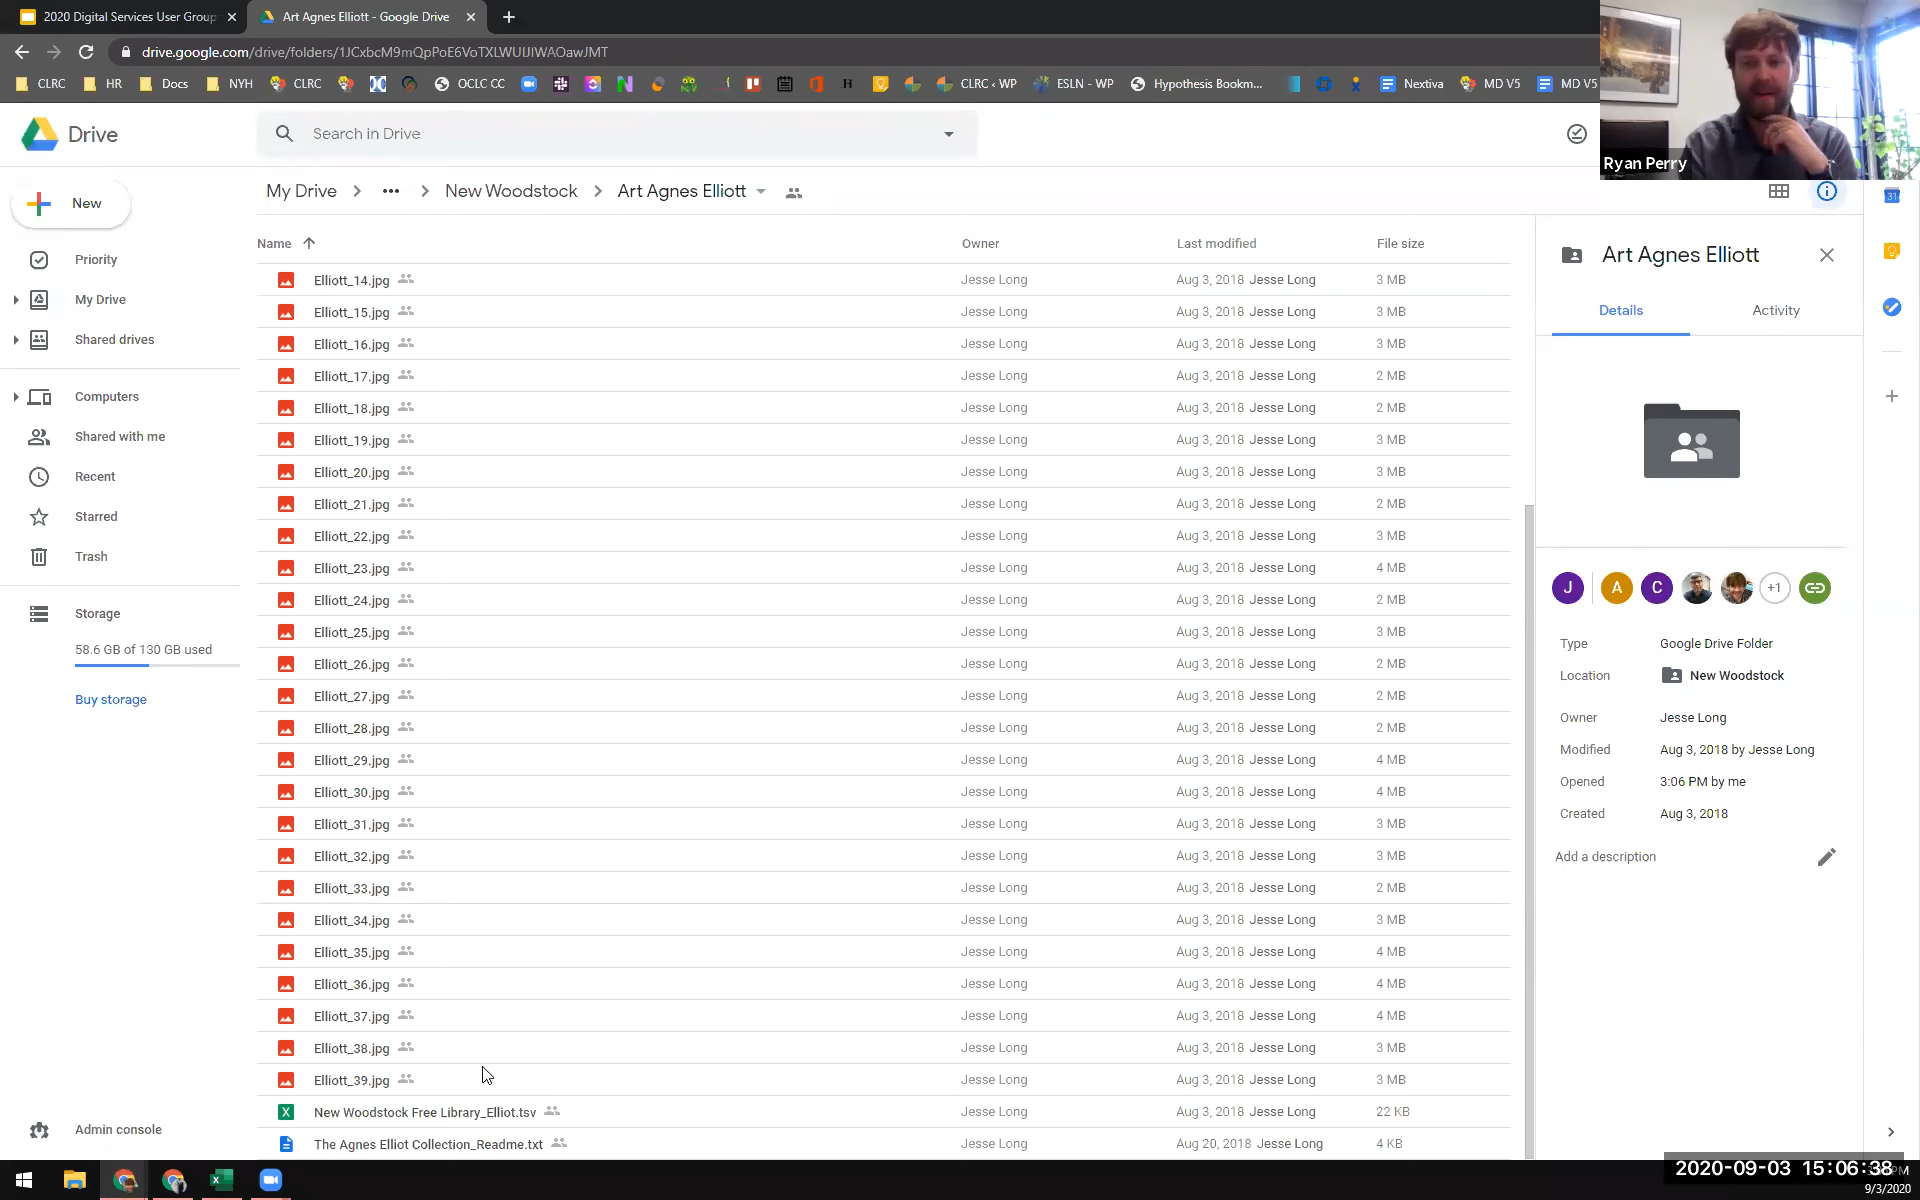 2020 Digital Services User Group
Art Agnes Elliott - Google Drive
drive.google.com/drive/folders/1JCxbcM9mQpPoE6VoTXLWUIJIWAOawJMT
CLRC HR Docs NYH CLRC OCLC CC CLRC ‹ WP ESLN - WP Hypothesis Bookm... Nextiva MD V5 MD V5
Ryan Perry
Drive
Search in Drive
My Drive ••• New Woodstock Art Agnes Elliott
New
Priority
My Drive
Shared drives
Computers
Shared with me
Recent
Starred
Trash
Storage
58.6 GB of 130 GB used
Buy storage
Admin console
Name Owner Last modified File size
Elliott_14.jpg Jesse Long Aug 3, 2018 Jesse Long 3 MB
Elliott_15.jpg Jesse Long Aug 3, 2018 Jesse Long 3 MB
Elliott_16.jpg Jesse Long Aug 3, 2018 Jesse Long 3 MB
Elliott_17.jpg Jesse Long Aug 3, 2018 Jesse Long 2 MB
Elliott_18.jpg Jesse Long Aug 3, 2018 Jesse Long 2 MB
Elliott_19.jpg Jesse Long Aug 3, 2018 Jesse Long 3 MB
Elliott_20.jpg Jesse Long Aug 3, 2018 Jesse Long 3 MB
Elliott_21.jpg Jesse Long Aug 3, 2018 Jesse Long 2 MB
Elliott_22.jpg Jesse Long Aug 3, 2018 Jesse Long 3 MB
Elliott_23.jpg Jesse Long Aug 3, 2018 Jesse Long 4 MB
Elliott_24.jpg Jesse Long Aug 3, 2018 Jesse Long 2 MB
Elliott_25.jpg Jesse Long Aug 3, 2018 Jesse Long 3 MB
Elliott_26.jpg Jesse Long Aug 3, 2018 Jesse Long 2 MB
Elliott_27.jpg Jesse Long Aug 3, 2018 Jesse Long 2 MB
Elliott_28.jpg Jesse Long Aug 3, 2018 Jesse Long 2 MB
Elliott_29.jpg Jesse Long Aug 3, 2018 Jesse Long 4 MB
Elliott_30.jpg Jesse Long Aug 3, 2018 Jesse Long 4 MB
Elliott_31.jpg Jesse Long Aug 3, 2018 Jesse Long 3 MB
Elliott_32.jpg Jesse Long Aug 3, 2018 Jesse Long 3 MB
Elliott_33.jpg Jesse Long Aug 3, 2018 Jesse Long 2 MB
Elliott_34.jpg Jesse Long Aug 3, 2018 Jesse Long 3 MB
Elliott_35.jpg Jesse Long Aug 3, 2018 Jesse Long 4 MB
Elliott_36.jpg Jesse Long Aug 3, 2018 Jesse Long 4 MB
Elliott_37.jpg Jesse Long Aug 3, 2018 Jesse Long 4 MB
Elliott_38.jpg Jesse Long Aug 3, 2018 Jesse Long 3 MB
Elliott_39.jpg Jesse Long Aug 3, 2018 Jesse Long 3 MB
New Woodstock Free Library_Elliot.tsv Jesse Long Aug 3, 2018 Jesse Long 22 KB
The Agnes Elliot Collection_Readme.txt Jesse Long Aug 20, 2018 Jesse Long 4 KB
Art Agnes Elliott
Details Activity
J A C +1
Type Google Drive Folder
Location New Woodstock
Owner Jesse Long
Modified Aug 3, 2018 by Jesse Long
Opened 3:06 PM by me
Created Aug 3, 2018
Add a description
2020-09-03 15:06:38
9/3/2020